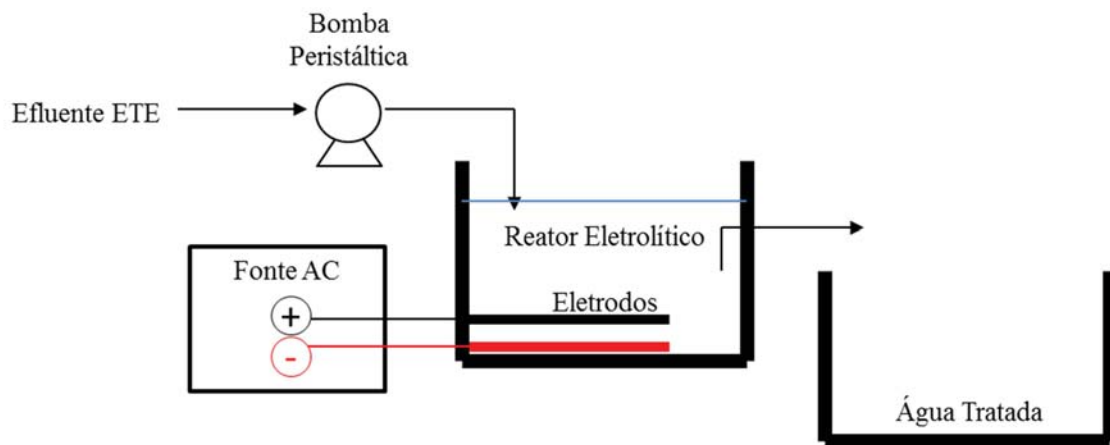 Bomba
Peristáltica
Efluente ETE
Reator Eletrolítico
Fonte AC
Eletrodos
+
-
Água Tratada